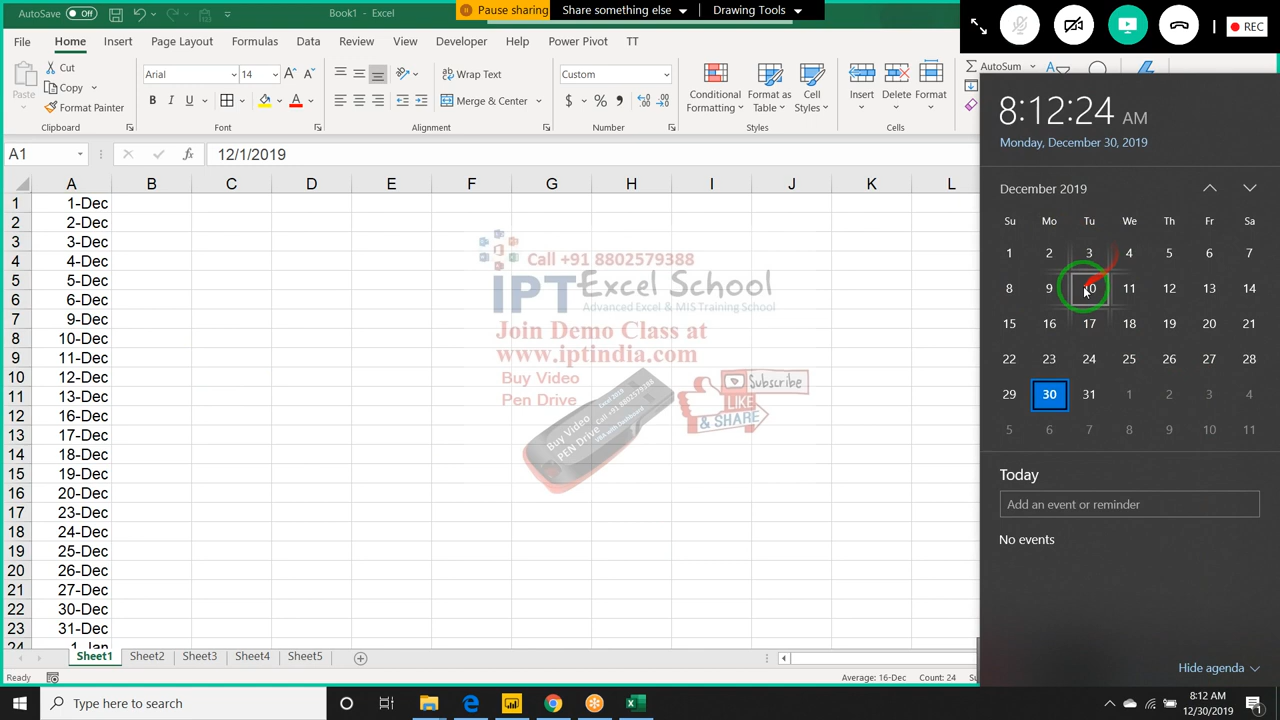 AutoSave Off
Book1 - Excel
Pause sharing
Share something else
Drawing Tools
REC
File Home Insert Page Layout Formulas Data Review View Developer Help Power Pivot TT
Paste
Cut
Copy
Format Painter
Clipboard
Arial
14
B I U
Font
Wrap Text
Merge & Center
Alignment
Custom
$ % ,
Number
Conditional Formatting
Format as Table
Cell Styles
Styles
Insert
Delete
Format
Cells
AutoSum
A1
fx
12/1/2019
A B C D E F G H I J K L
1 1-Dec
2 2-Dec
3 3-Dec
4 4-Dec
5 5-Dec
6 6-Dec
7 9-Dec
8 10-Dec
9 11-Dec
10 12-Dec
11 13-Dec
12 16-Dec
13 17-Dec
14 18-Dec
15 19-Dec
16 20-Dec
17 23-Dec
18 24-Dec
19 25-Dec
20 26-Dec
21 27-Dec
22 30-Dec
23 31-Dec
24 1-Jan
Call +91 8802579388
IPT Excel School
Advanced Excel & MIS Training School
Join Demo Class at
www.iptindia.com
Buy Video
Pen Drive
Subscribe
LIKE
& SHARE
Buy Video
PEN Drive
Call +91 8802579388
8:12:24 AM
Monday, December 30, 2019
December 2019
Su Mo Tu We Th Fr Sa
1 2 3 4 5 6 7
8 9 10 11 12 13 14
15 16 17 18 19 20 21
22 23 24 25 26 27 28
29 30 31 1 2 3 4
5 6 7 8 9 10 11
Today
Add an event or reminder
No events
Hide agenda
Sheet1 Sheet2 Sheet3 Sheet4 Sheet5
Ready
Average: 16-Dec Count: 24
Type here to search
8:12 AM
12/30/2019
1